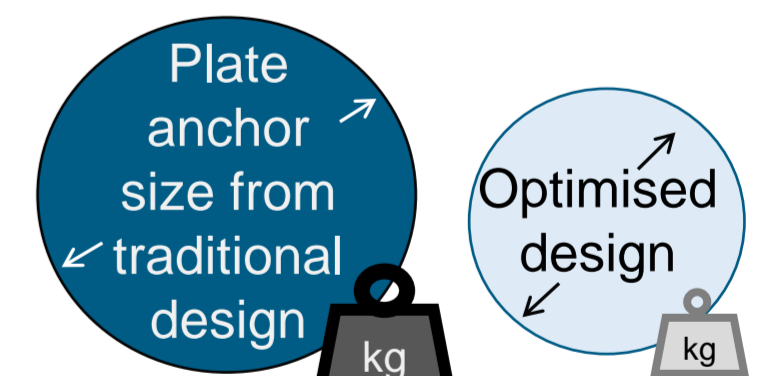 Plate
anchor
size from
traditional
design
kg
Optimised
design
kg